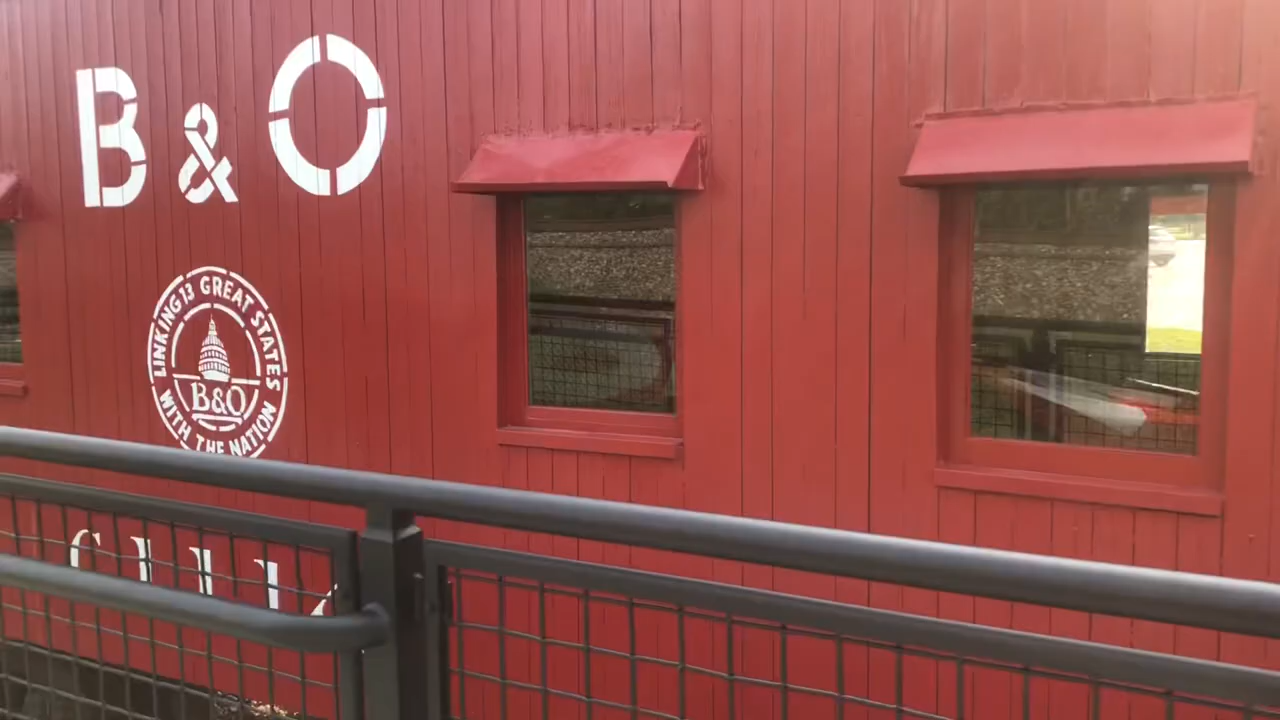 B & O
LINKING 13 GREAT STATES
B&O
WITH THE NATION